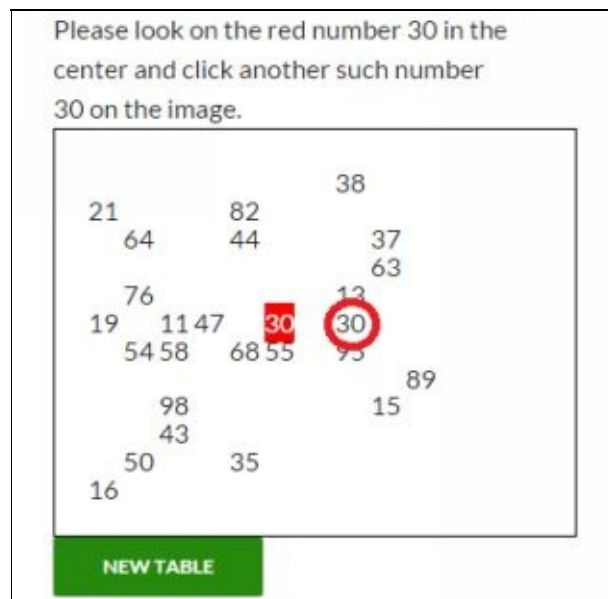 Please look on the red number 30 in the
center and click another such number
30 on the image.
38
21 82
64 44 37
63
76 13
19 11 47 30 30
54 58 68 55 95
89
98 15
43
50 35
16
NEW TABLE